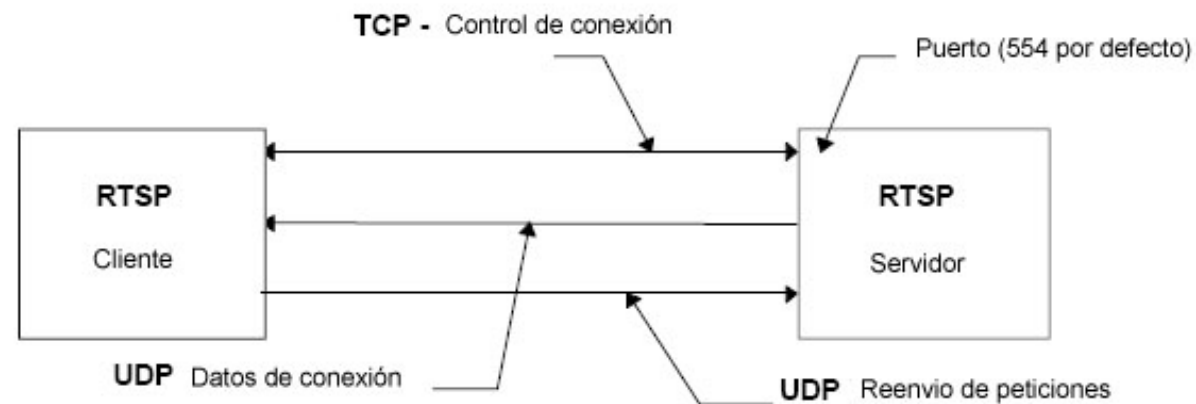 TCP - Control de conexión
Puerto (554 por defecto)
RTSP
Cliente
RTSP
Servidor
UDP Datos de conexión
UDP Reenvio de peticiones